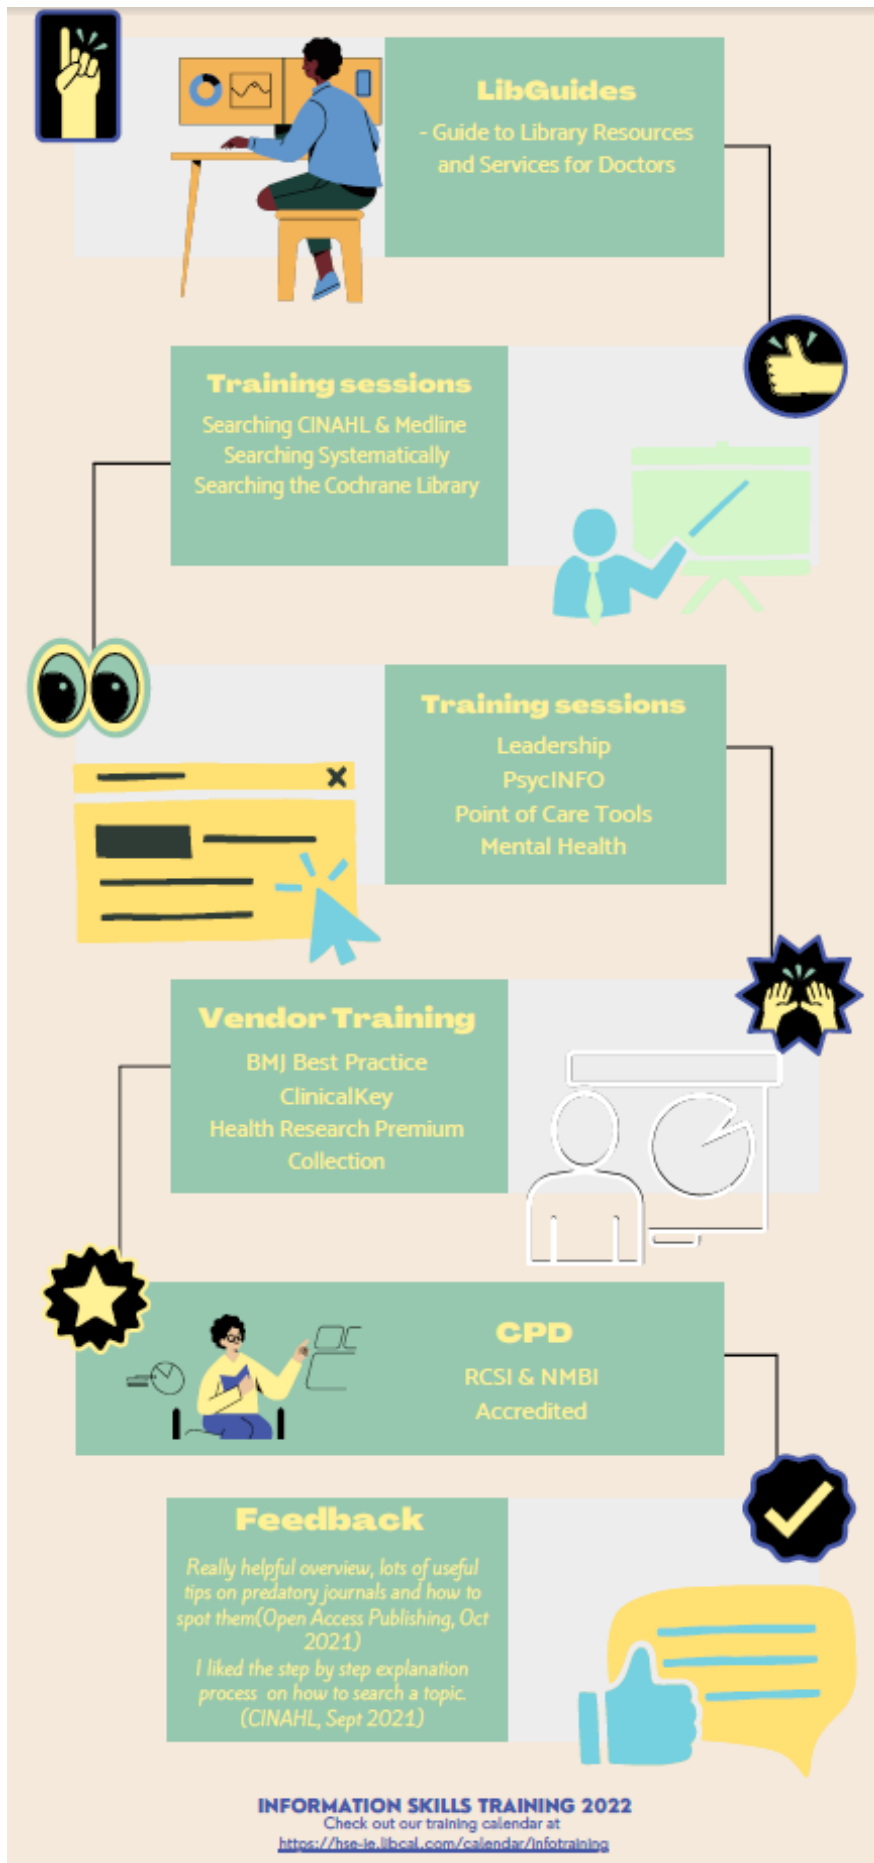 LibGuides
- Guide to Library Resources
and Services for Doctors
Training sessions
Searching CINAHL & Medline
Searching Systematically
Searching the Cochrane Library
Training sessions
Leadership
PsycINFO
Point of Care Tools
Mental Health
Vendor Training
BMJ Best Practice
ClinicalKey
Health Research Premium
Collection
CPD
RCSI & NMBI
Accredited
Feedback
Really helpful overview, lots of useful
tips on predatory journals and how to
spot them(Open Access Publishing, Oct
2021)
I liked the step by step explanation
process on how to search a topic.
(CINAHL, Sept 2021)
INFORMATION SKILLS TRAINING 2022
Check out our training calendar at
https://hse-ie.libcal.com/calendar/infotraining